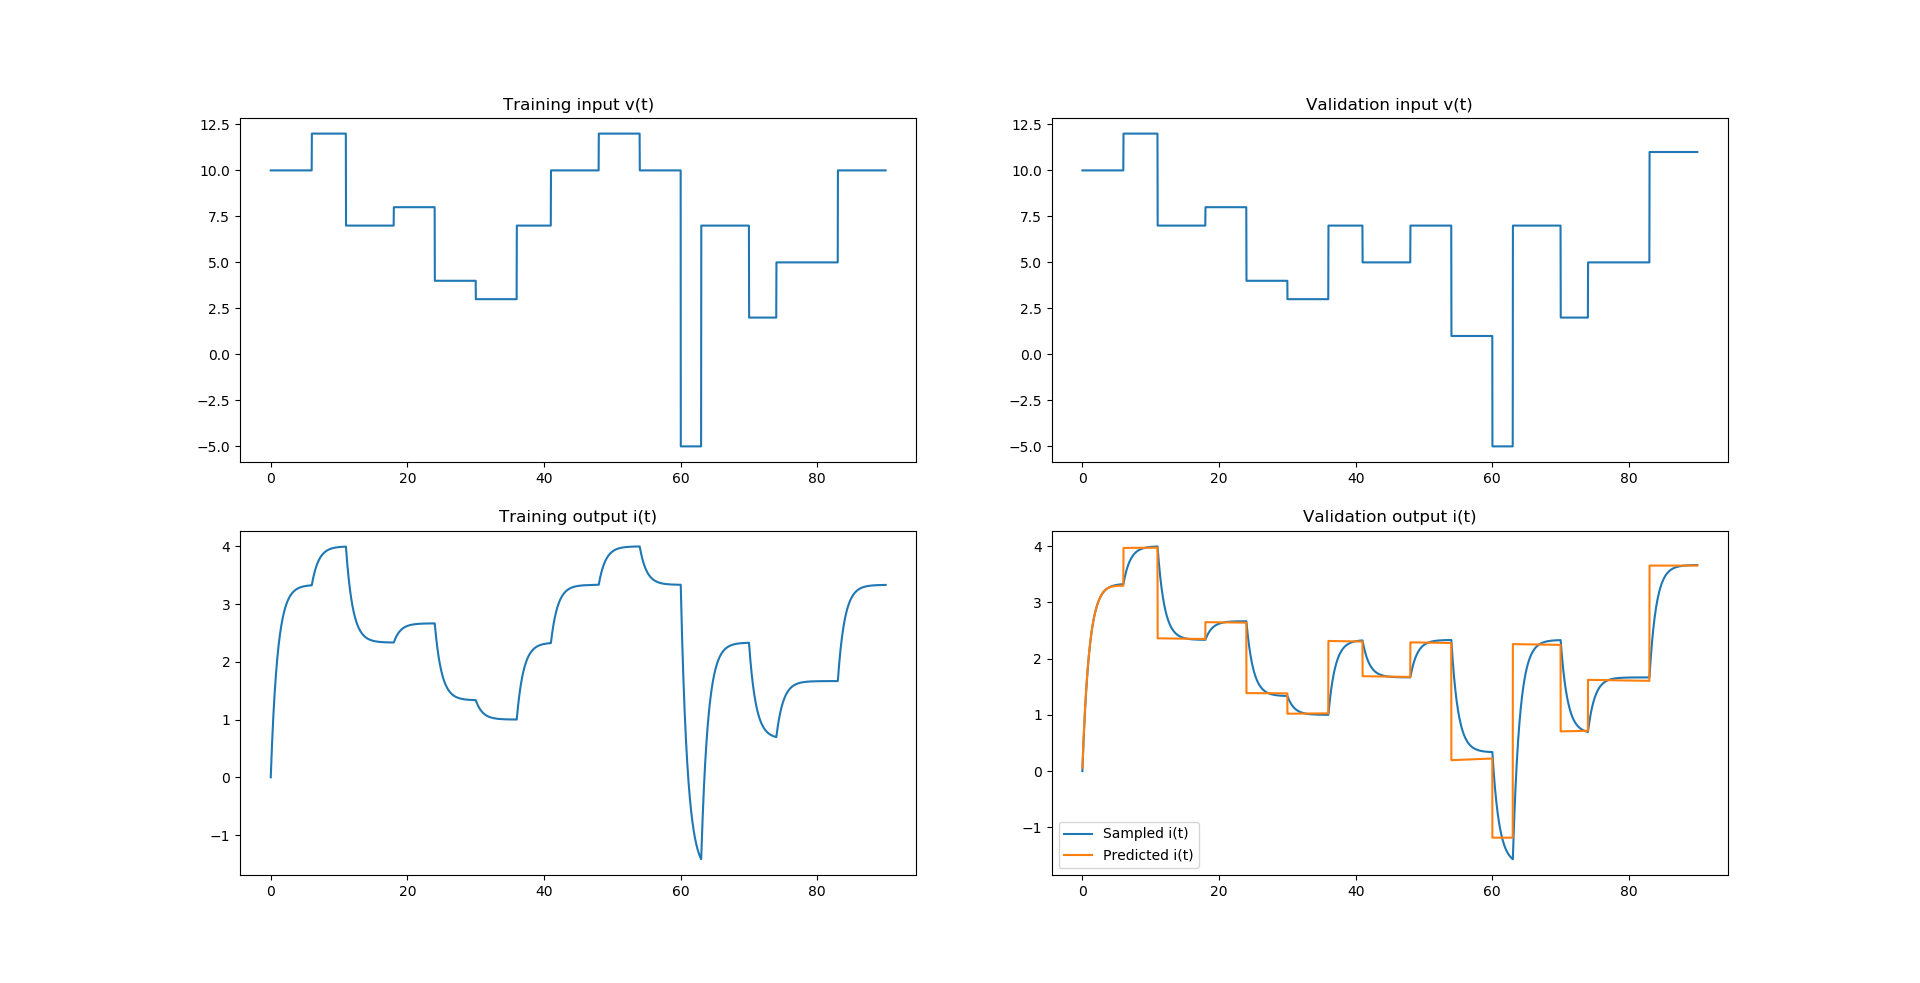 Training input v(t)
12.5
10.0
7.5
5.0
2.5
0.0
−2.5
−5.0
0 20 40 60 80
Validation input v(t)
12.5
10.0
7.5
5.0
2.5
0.0
−2.5
−5.0
0 20 40 60 80
Training output i(t)
4
3
2
1
0
−1
0 20 40 60 80
Validation output i(t)
4
3
2
1
0
−1
Sampled i(t)
Predicted i(t)
0 20 40 60 80